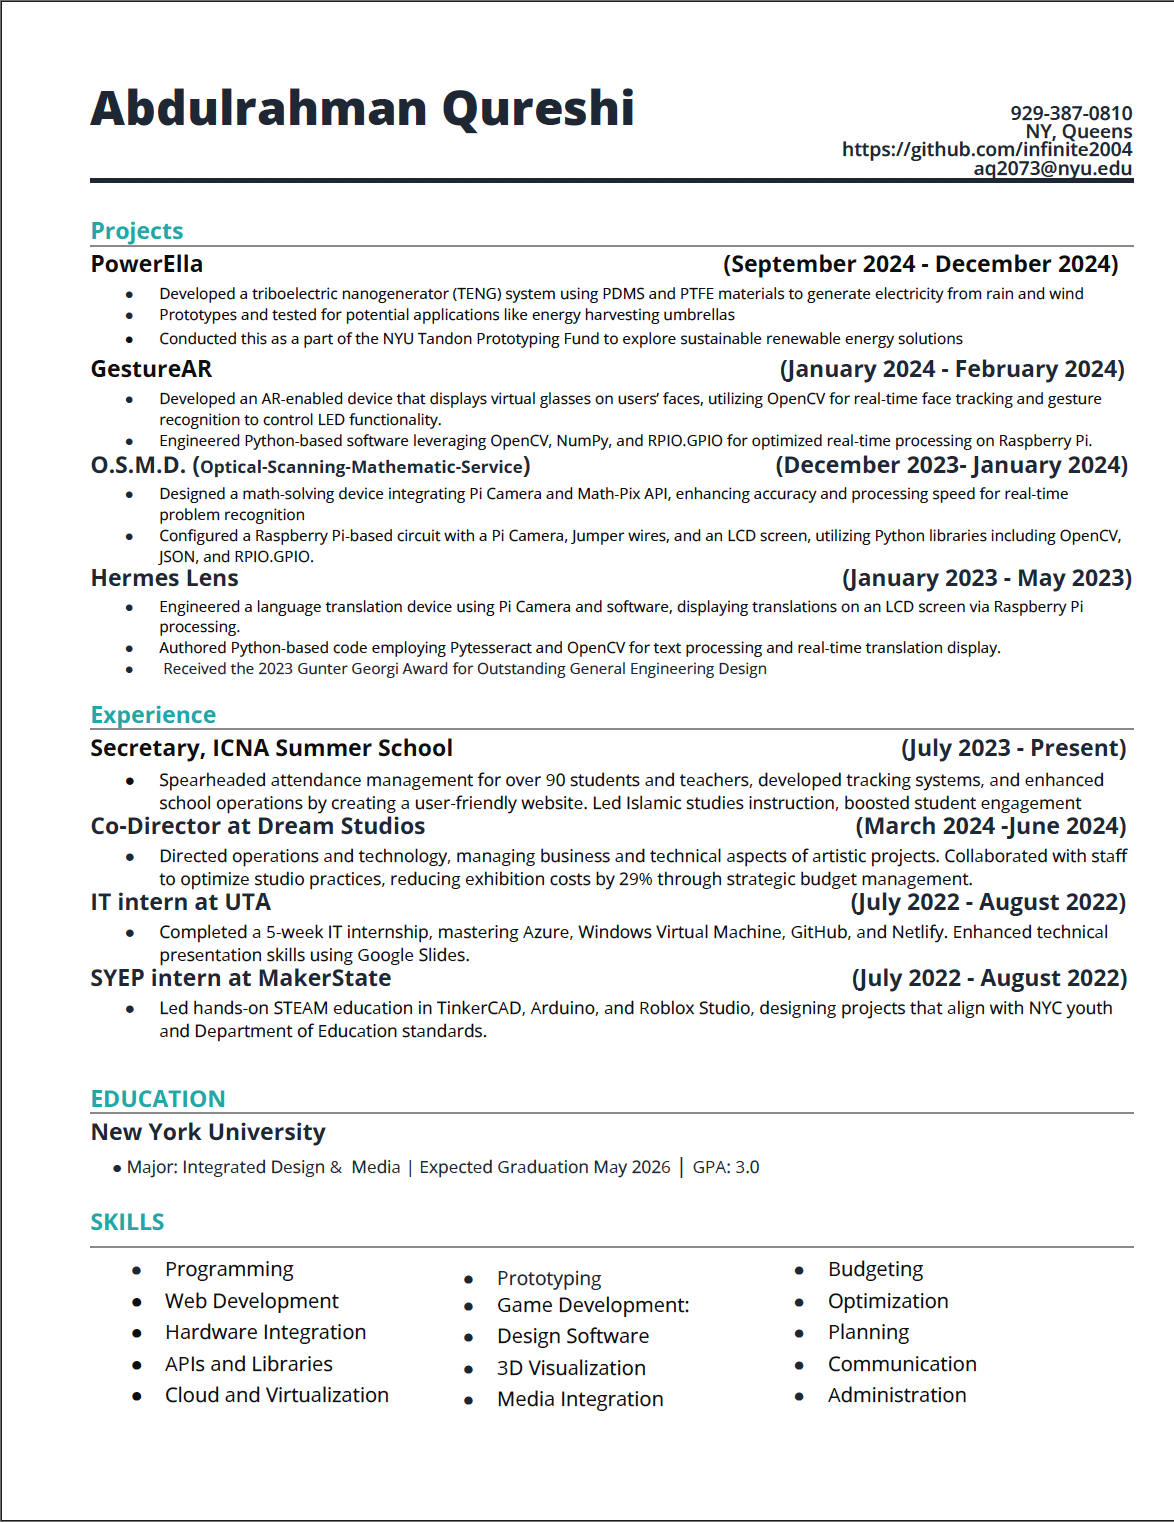 Abdulrahman Qureshi
929-387-0810
NY, Queens
https://github.com/infinite2004
aq2073@nyu.edu
Projects
PowerElla (September 2024 - December 2024)
● Developed a triboelectric nanogenerator (TENG) system using PDMS and PTFE materials to generate electricity from rain and wind
● Prototypes and tested for potential applications like energy harvesting umbrellas
● Conducted this as a part of the NYU Tandon Prototyping Fund to explore sustainable renewable energy solutions
GestureAR (January 2024 - February 2024)
● Developed an AR-enabled device that displays virtual glasses on users’ faces, utilizing OpenCV for real-time face tracking and gesture
recognition to control LED functionality.
● Engineered Python-based software leveraging OpenCV, NumPy, and RPIO.GPIO for optimized real-time processing on Raspberry Pi.
O.S.M.D. (Optical-Scanning-Mathematic-Service) (December 2023- January 2024)
● Designed a math-solving device integrating Pi Camera and Math-Pix API, enhancing accuracy and processing speed for real-time
problem recognition
● Configured a Raspberry Pi-based circuit with a Pi Camera, Jumper wires, and an LCD screen, utilizing Python libraries including OpenCV,
JSON, and RPIO.GPIO.
Hermes Lens (January 2023 - May 2023)
● Engineered a language translation device using Pi Camera and software, displaying translations on an LCD screen via Raspberry Pi
processing.
● Authored Python-based code employing Pytesseract and OpenCV for text processing and real-time translation display.
● Received the 2023 Gunter Georgi Award for Outstanding General Engineering Design
Experience
Secretary, ICNA Summer School (July 2023 - Present)
● Spearheaded attendance management for over 90 students and teachers, developed tracking systems, and enhanced
school operations by creating a user-friendly website. Led Islamic studies instruction, boosted student engagement
Co-Director at Dream Studios (March 2024 -June 2024)
● Directed operations and technology, managing business and technical aspects of artistic projects. Collaborated with staff
to optimize studio practices, reducing exhibition costs by 29% through strategic budget management.
IT intern at UTA (July 2022 - August 2022)
● Completed a 5-week IT internship, mastering Azure, Windows Virtual Machine, GitHub, and Netlify. Enhanced technical
presentation skills using Google Slides.
SYEP intern at MakerState (July 2022 - August 2022)
● Led hands-on STEAM education in TinkerCAD, Arduino, and Roblox Studio, designing projects that align with NYC youth
and Department of Education standards.
EDUCATION
New York University
● Major: Integrated Design & Media | Expected Graduation May 2026 | GPA: 3.0
SKILLS
● Programming
● Web Development
● Hardware Integration
● APIs and Libraries
● Cloud and Virtualization
● Prototyping
● Game Development:
● Design Software
● 3D Visualization
● Media Integration
● Budgeting
● Optimization
● Planning
● Communication
● Administration